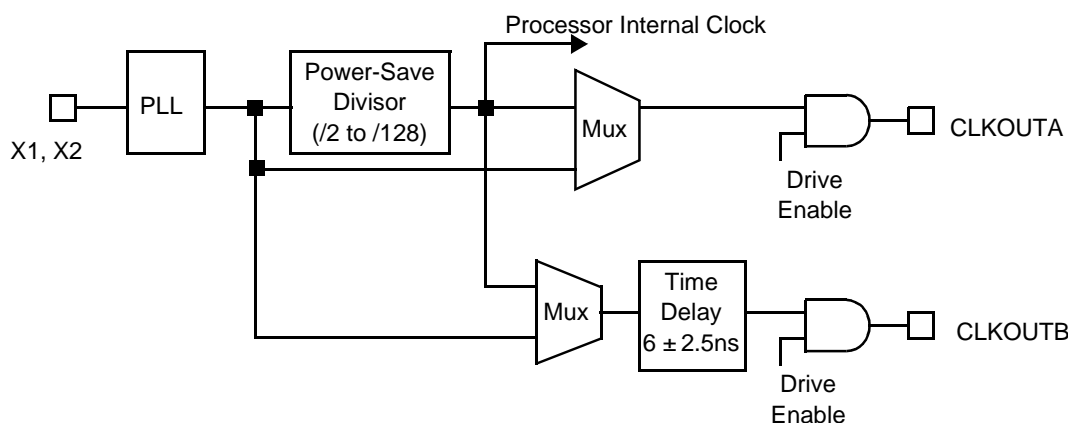 Processor Internal Clock
X1, X2
PLL
Power-Save
Divisor
(/2 to /128)
Mux
Drive
Enable
CLKOUTA
Mux
Time
Delay
6 ± 2.5ns
Drive
Enable
CLKOUTB